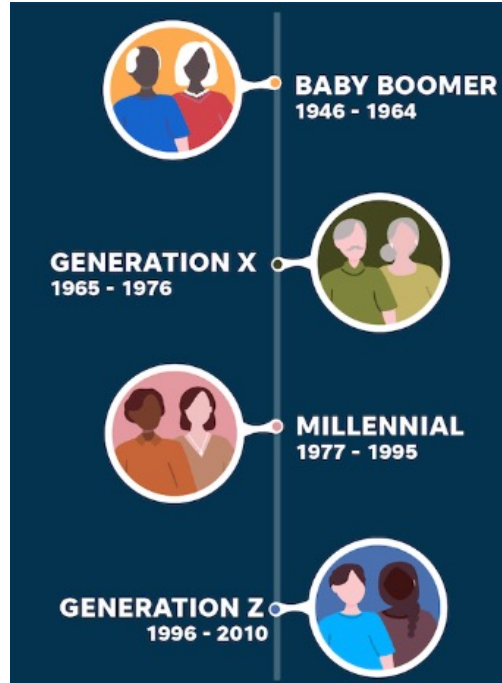 BABY BOOMER
1946 - 1964
GENERATION X
1965 - 1976
MILLENNIAL
1977 - 1995
GENERATION Z
1996 - 2010